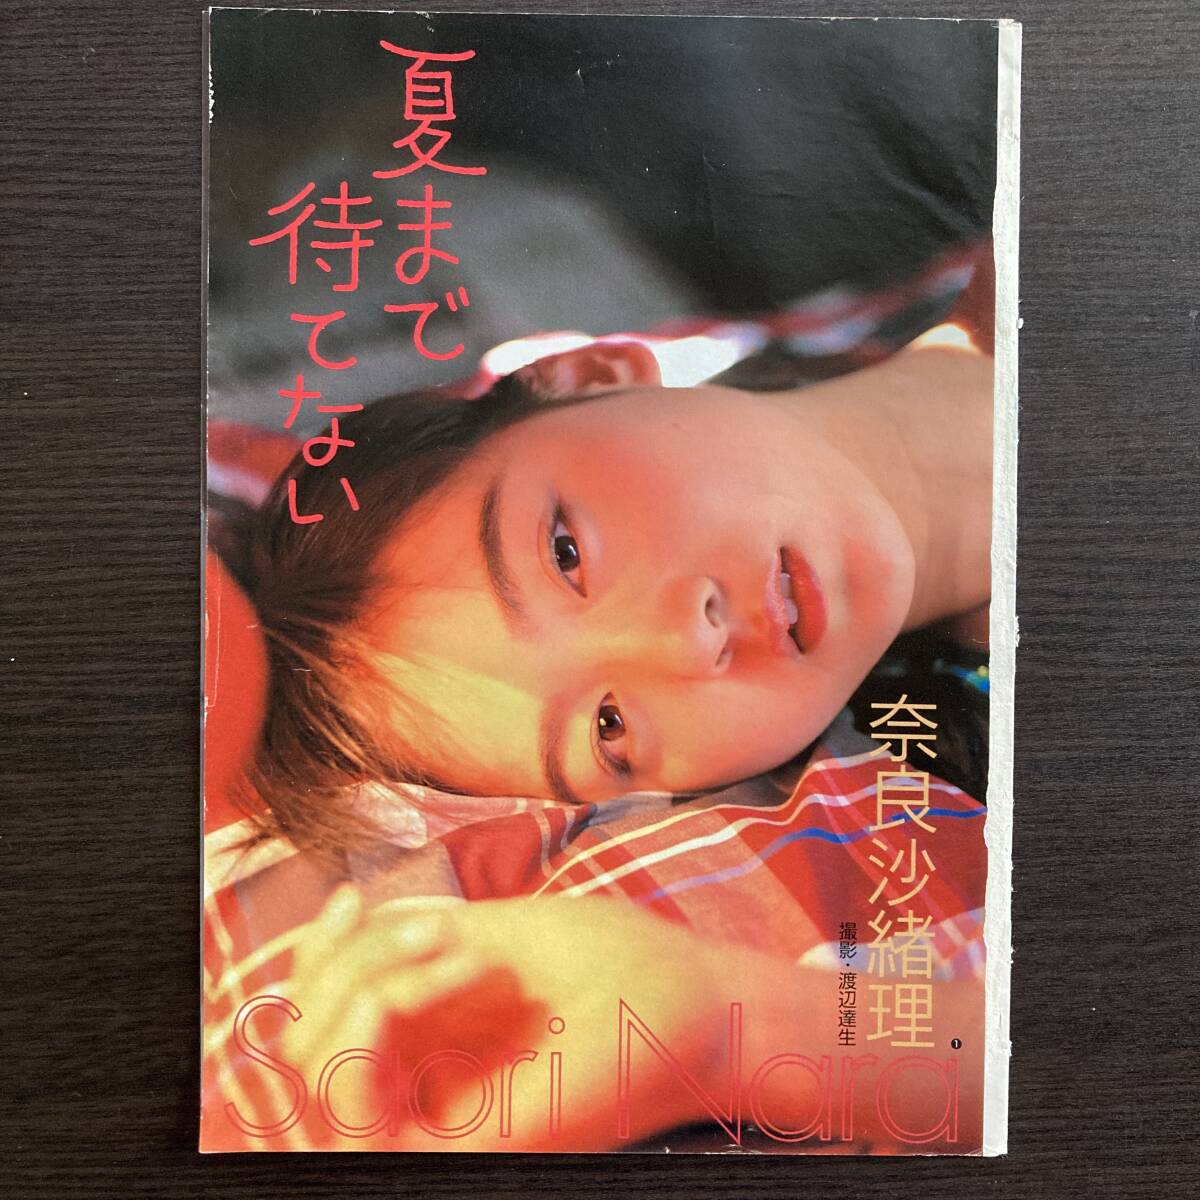 夏まで
待てない
奈良沙緒理
撮影・渡辺達生
1
Saori Nara